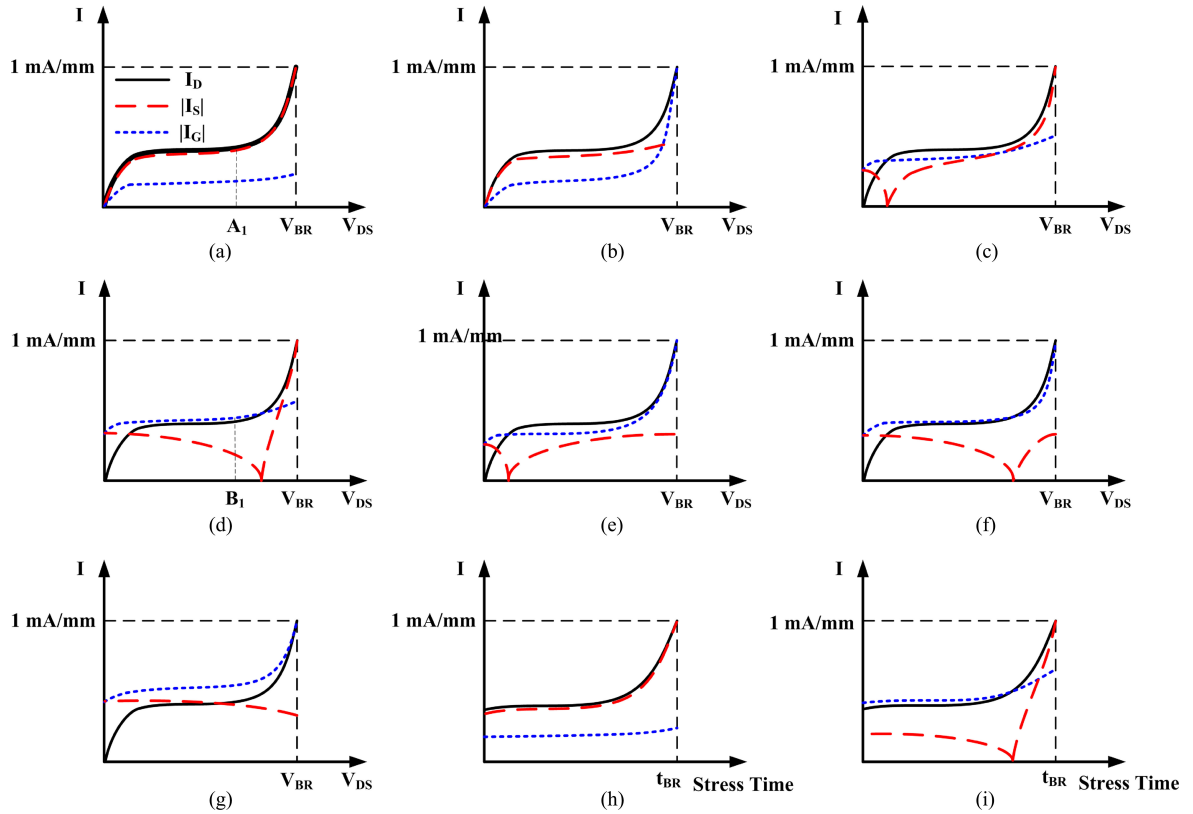 I
1 mA/mm
I_D
|I_S|
|I_G|
A_1
V_BR
V_DS
(a)
I
1 mA/mm
V_BR
V_DS
(b)
I
1 mA/mm
V_BR
V_DS
(c)
I
1 mA/mm
B_1
V_BR
V_DS
(d)
I
1 mA/mm
V_BR
V_DS
(e)
I
1 mA/mm
V_BR
V_DS
(f)
I
1 mA/mm
V_BR
V_DS
(g)
I
1 mA/mm
t_BR
Stress Time
(h)
I
1 mA/mm
t_BR
Stress Time
(i)